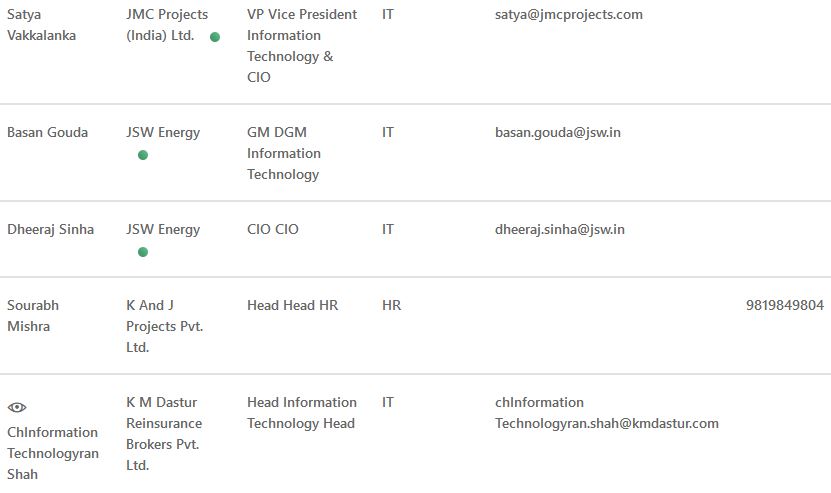 Satya JMC Projects VP Vice President IT satya@jmcprojects.com
Vakkalanka (India) Ltd. Information
Technology &
CIO
Basan Gouda JSW Energy GM DGM IT basan.gouda@jsw.in
Information
Technology
Dheeraj Sinha JSW Energy CIO CIO IT dheeraj.sinha@jsw.in
Sourabh K And J Head Head HR HR 9819849804
Mishra Projects Pvt.
Ltd.
K M Dastur Head Information IT chInformation
Reinsurance Technology Head Technologyran.shah@kmdastur.com
ChInformation Brokers Pvt.
Technologyran Ltd.
Shah